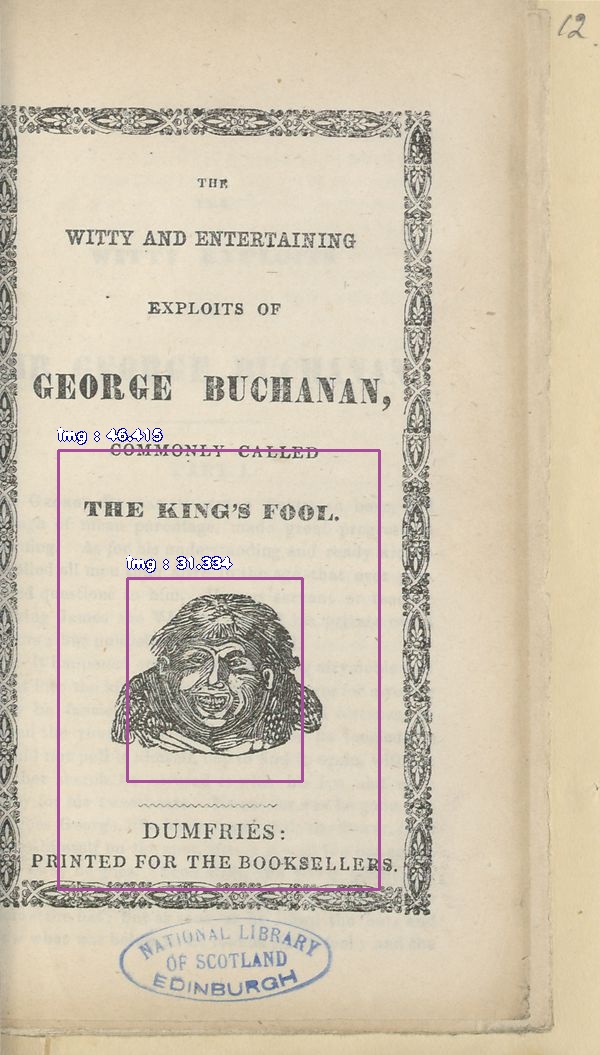 12
THE
WITTY AND ENTERTAINING
EXPLOITS OF
GEORGE BUCHANAN,
img : 46.415
COMMONLY CALLED
THE KING'S FOOL.
img : 31.334
DUMFRIES:
PRINTED FOR THE BOOKSELLERS.
NATIONAL LIBRARY
OF SCOTLAND
EDINBURGH